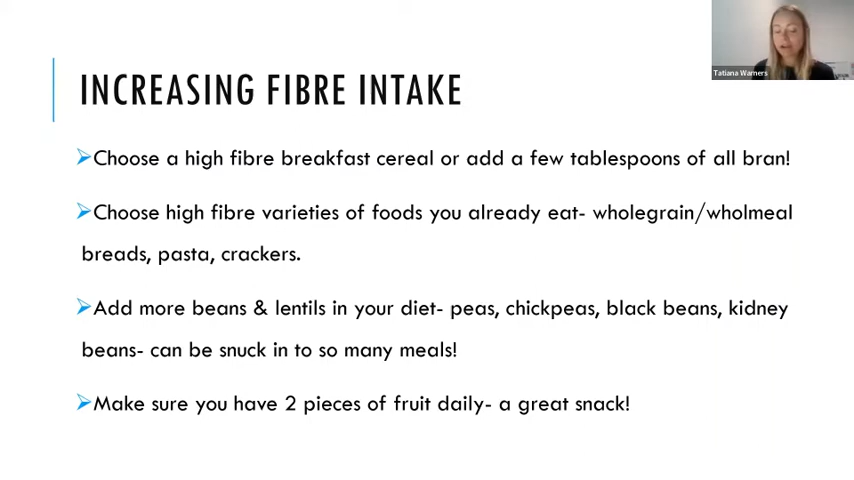 Tatiana Warners
INCREASING FIBRE INTAKE
➢Choose a high fibre breakfast cereal or add a few tablespoons of all bran!
➢Choose high fibre varieties of foods you already eat- wholegrain/wholmeal
breads, pasta, crackers.
➢Add more beans & lentils in your diet- peas, chickpeas, black beans, kidney
beans- can be snuck in to so many meals!
➢Make sure you have 2 pieces of fruit daily- a great snack!